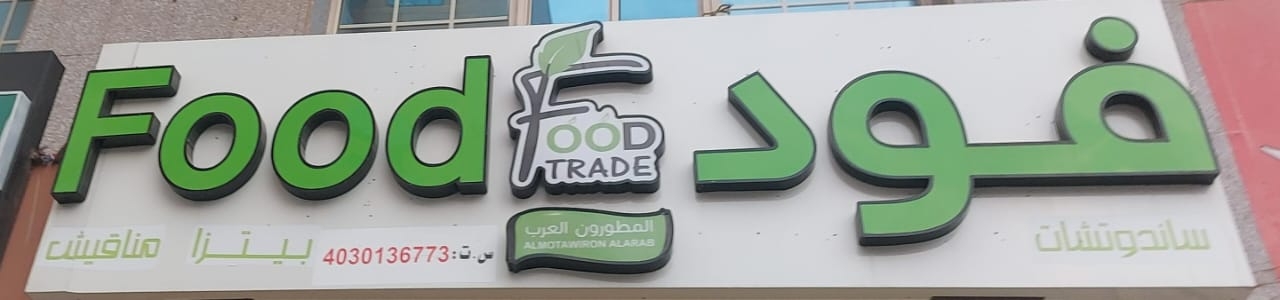 Food
FOOD
TRADE
فود
المطورون العرب
ALMOTAWIRON ALARAB
ساندوتشات
س.ت: 4030136773
بيتزا
مناقيش